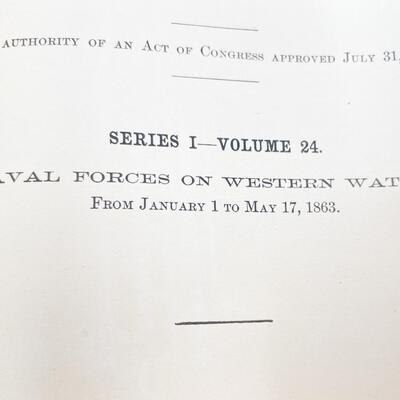 AUTHORITY OF AN ACT OF CONGRESS APPROVED JULY 31,
SERIES I—VOLUME 24.
AVAL FORCES ON WESTERN WAT
FROM JANUARY 1 TO MAY 17, 1863.